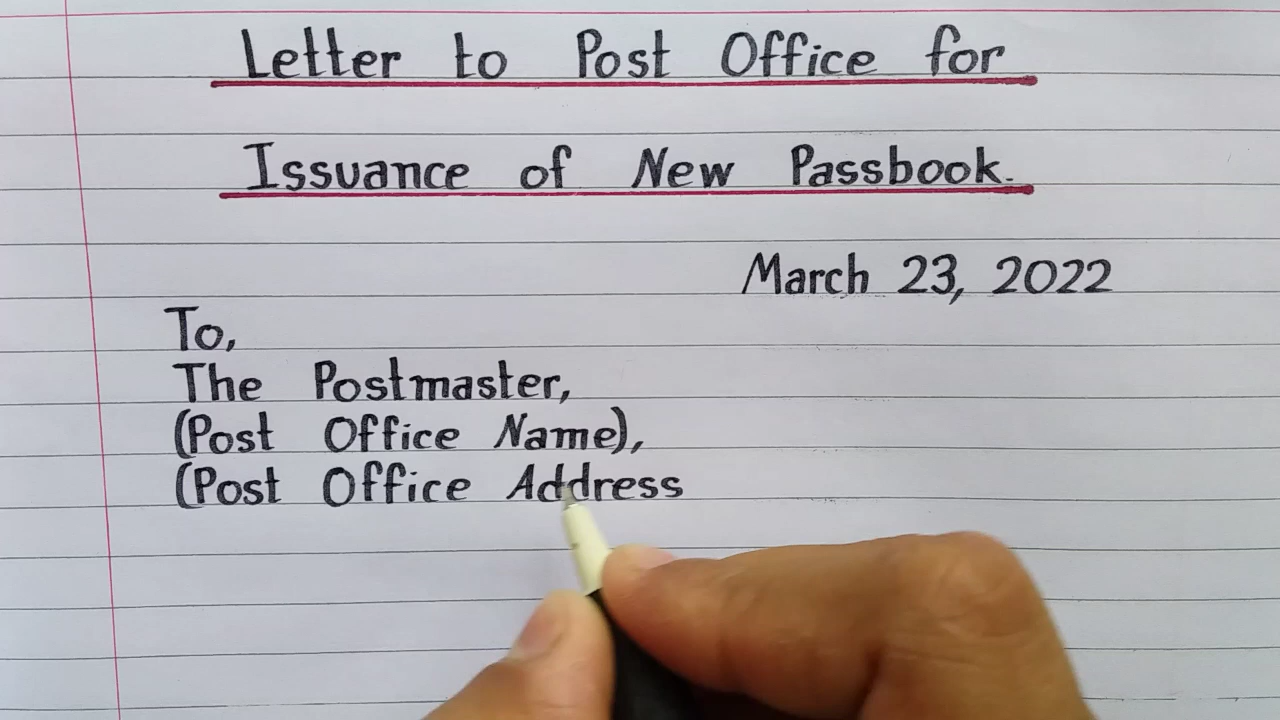 Letter to Post Office for
Issuance of New Passbook.
March 23, 2022
To,
The Postmaster,
(Post Office Name),
(Post Office Address